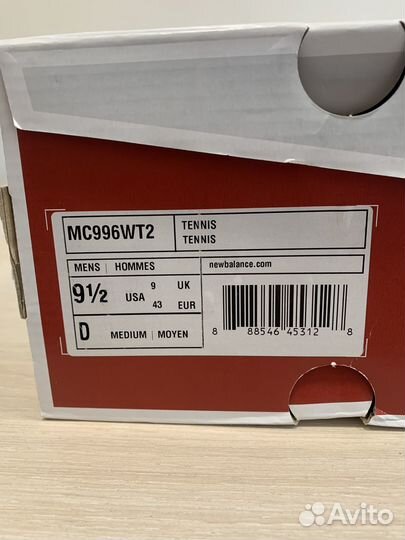 MC996WT2
TENNIS
TENNIS
MENS | HOMMES
newbalance.com
9½ USA 9 UK
43 EUR
D MEDIUM | MOYEN
8 88546 45312 8
Avito